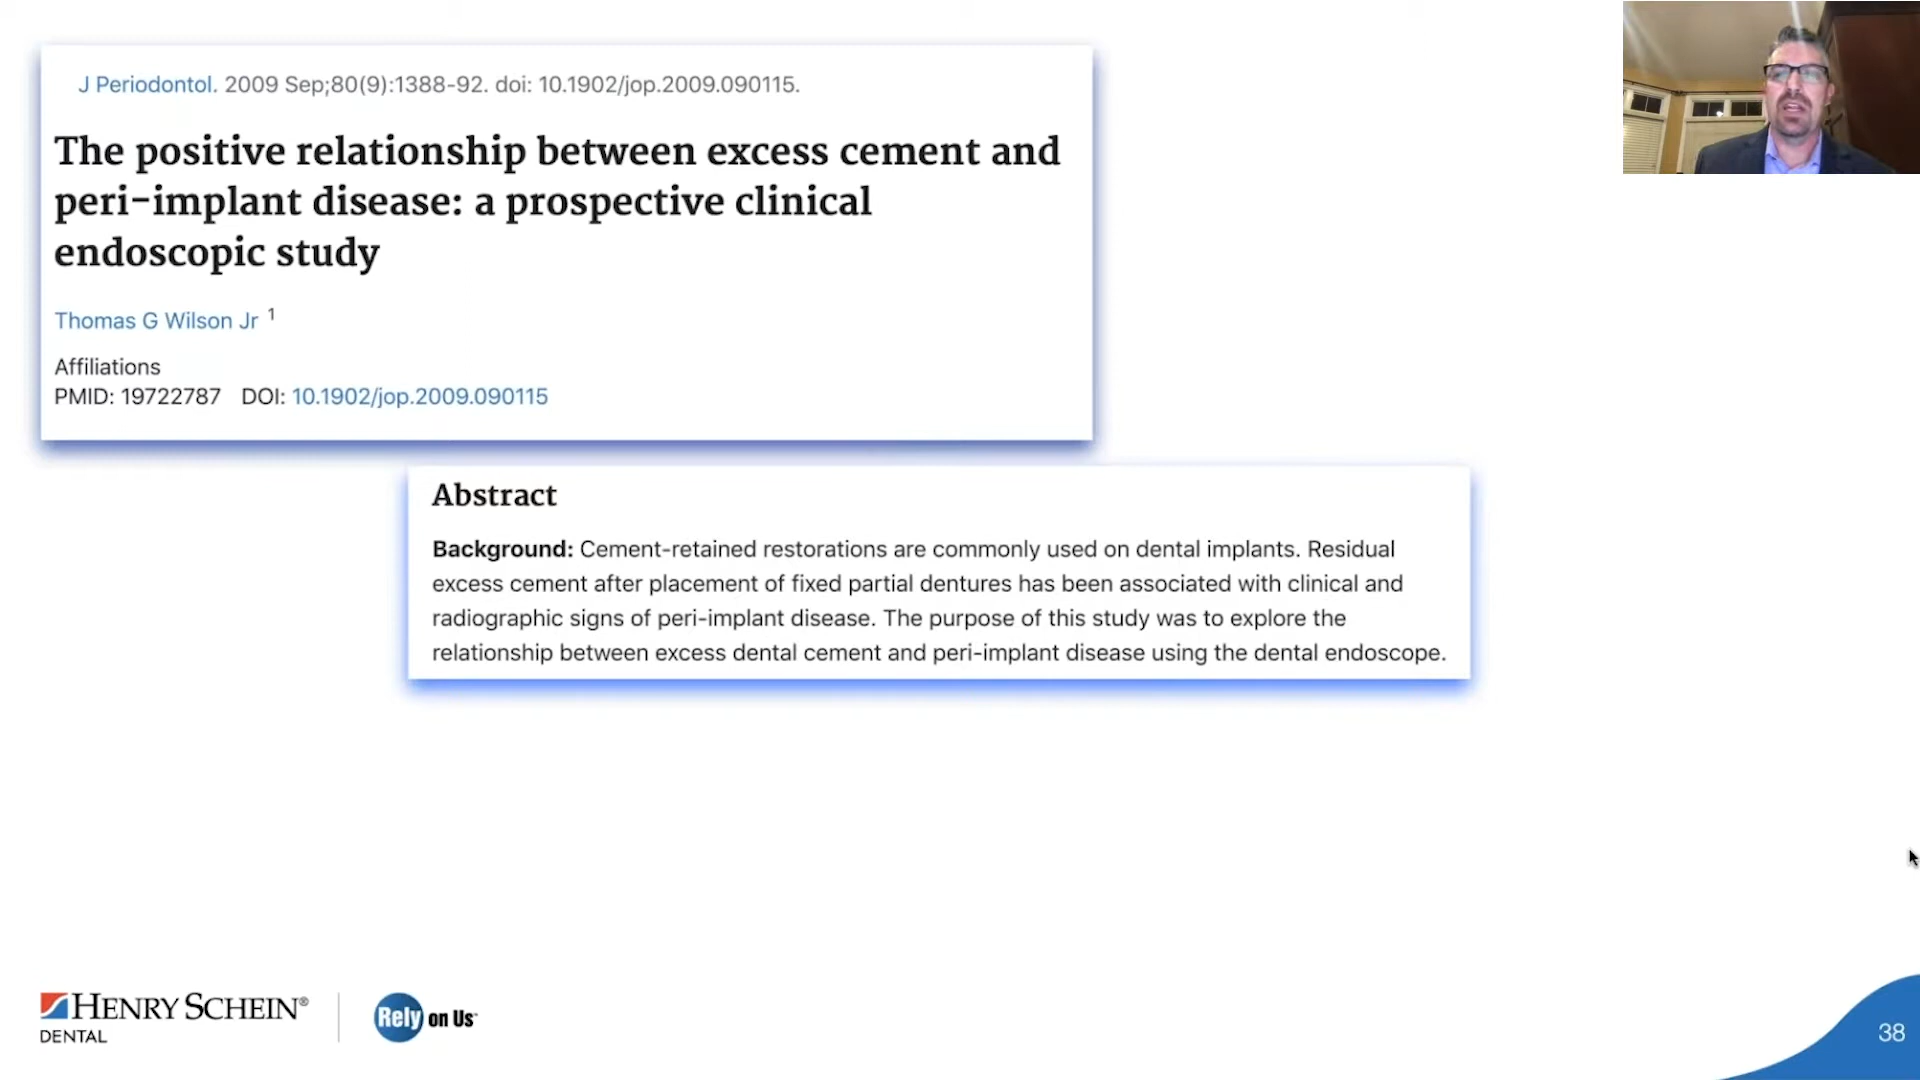 J Periodontol. 2009 Sep;80(9):1388-92. doi: 10.1902/jop.2009.090115.
The positive relationship between excess cement and
peri-implant disease: a prospective clinical
endoscopic study
Thomas G Wilson Jr 1
Affiliations
PMID: 19722787 DOI: 10.1902/jop.2009.090115
Abstract
Background: Cement-retained restorations are commonly used on dental implants. Residual
excess cement after placement of fixed partial dentures has been associated with clinical and
radiographic signs of peri-implant disease. The purpose of this study was to explore the
relationship between excess dental cement and peri-implant disease using the dental endoscope.
HENRY SCHEIN®
DENTAL
Rely on Us™
38